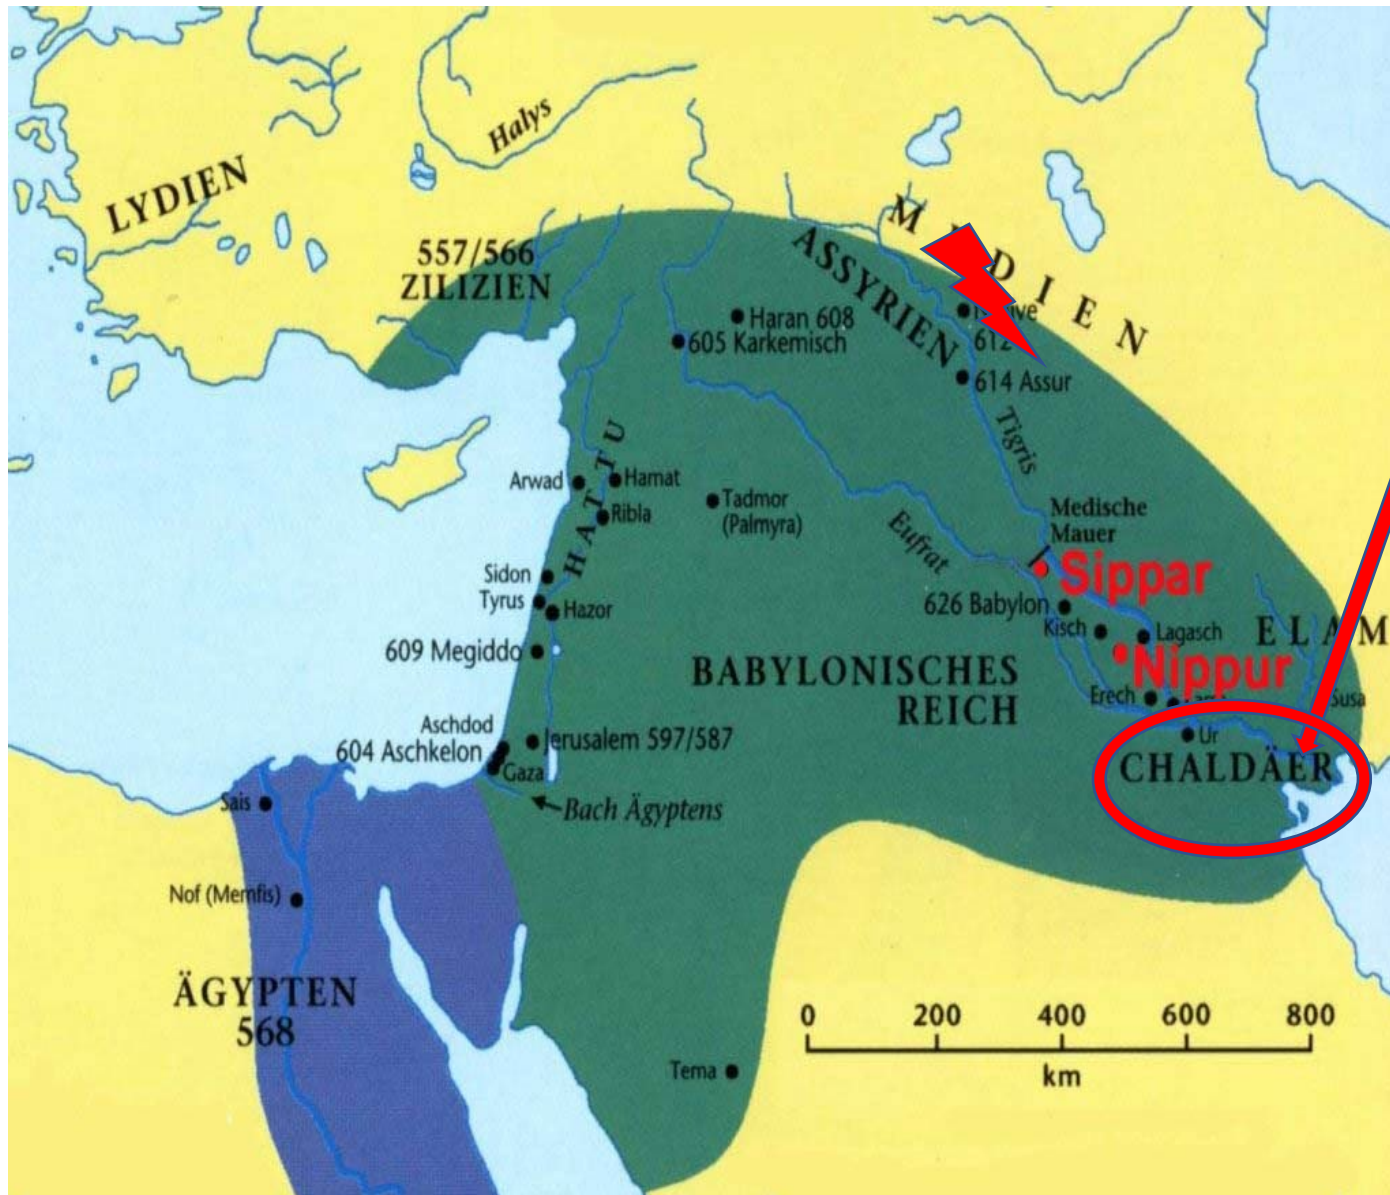 Halys
LYDIEN
557/566
ZILIZIEN
ASSYRIEN
Haran 608
605 Karkemisch
612
614 Assur
Tigris
HATTU
Arwad
Hamat
Ribla
Tadmor
(Palmyra)
Eufrat
Medische
Mauer
Sippar
Sidon
Tyrus
Hazor
626 Babylon
Kisch
Lagasch
ELAM
609 Megiddo
BABYLONISCHES
REICH
Nippur
Erech
Susa
Aschdod
604 Aschkelon
Jerusalem 597/587
Gaza
Ur
CHALDÄER
Bach Ägyptens
Sais
Nof (Memfis)
ÄGYPTEN
568
Tema
0 200 400 600 800
km